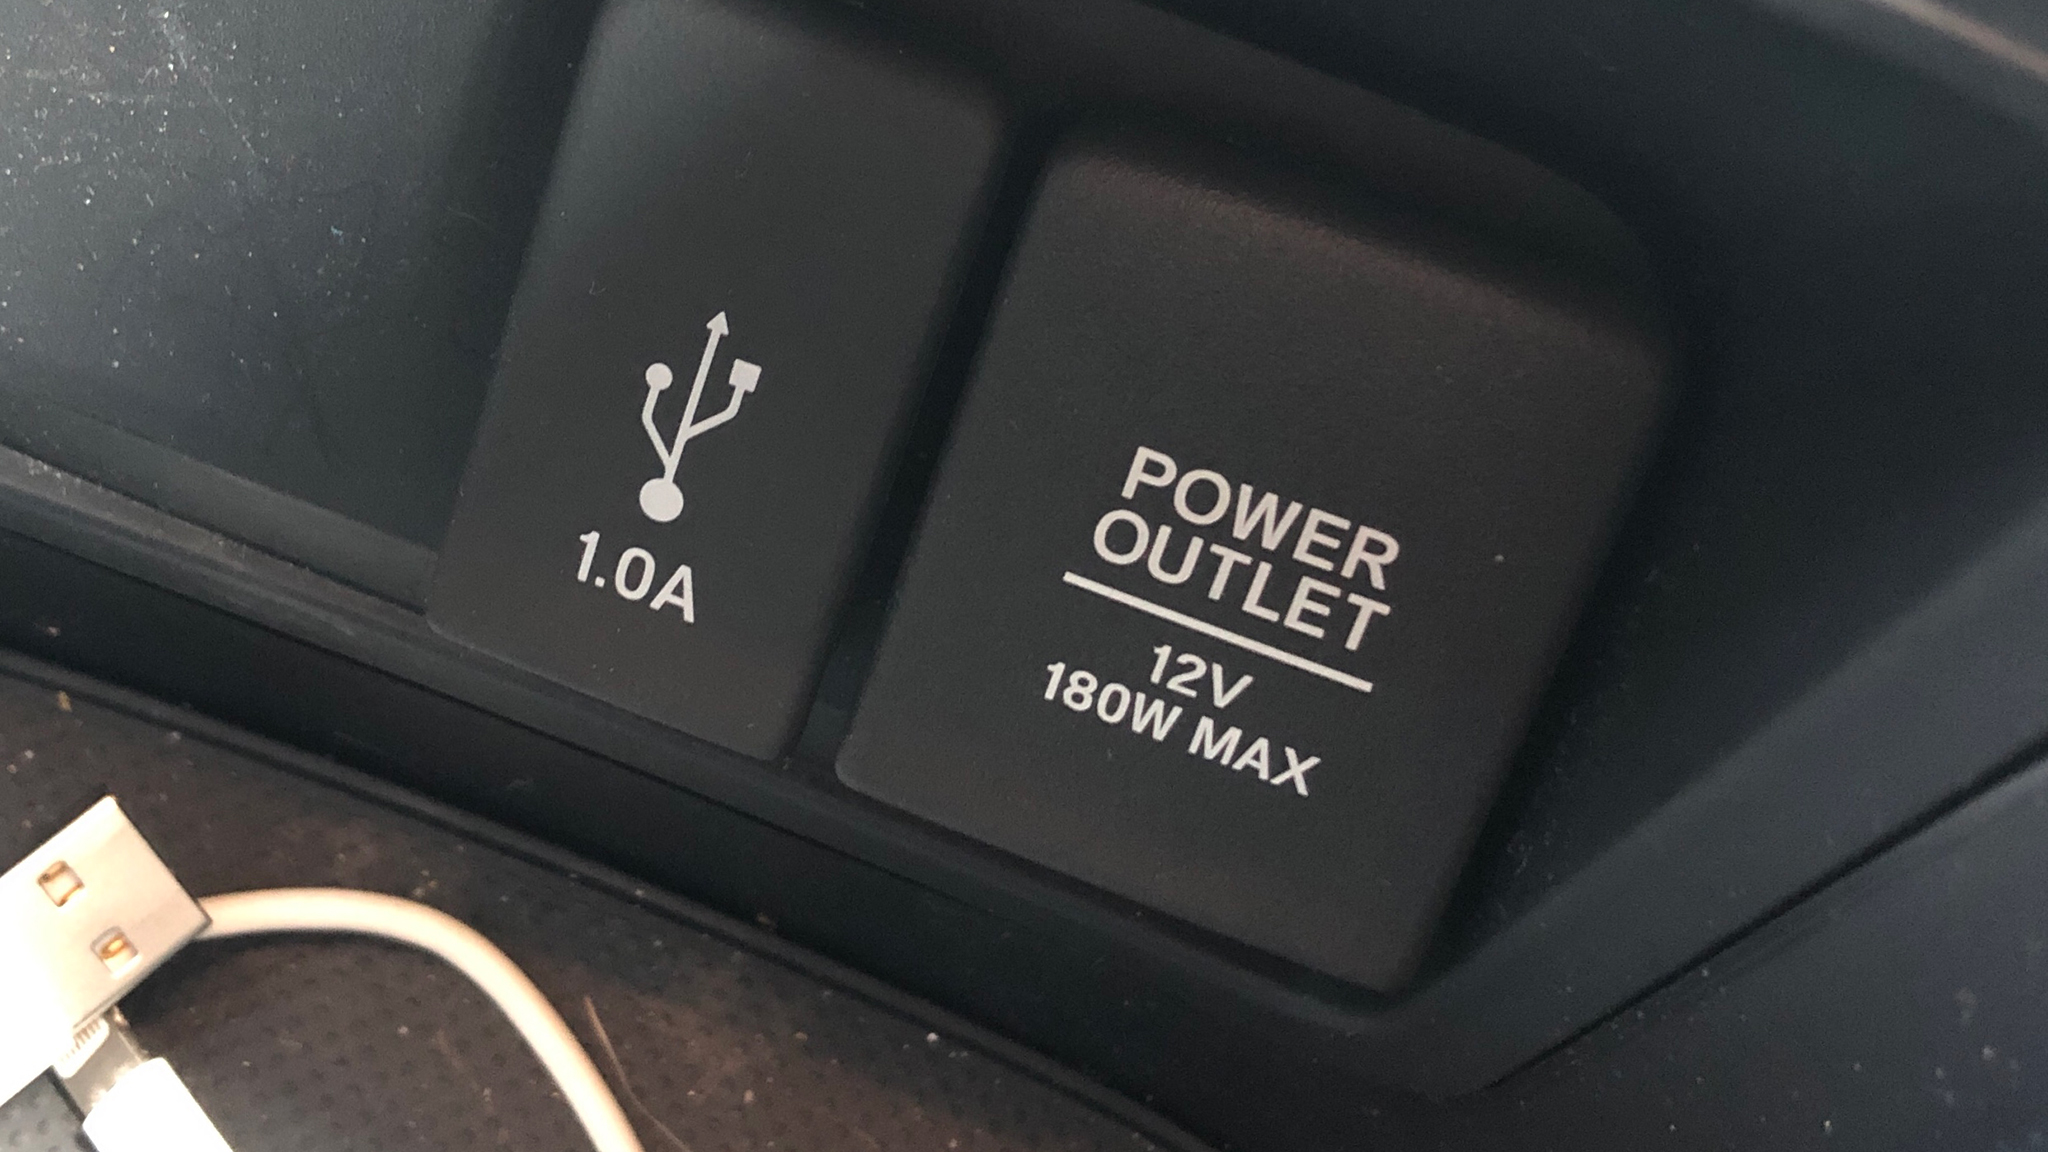 1.0A
POWER
OUTLET
12V
180W MAX